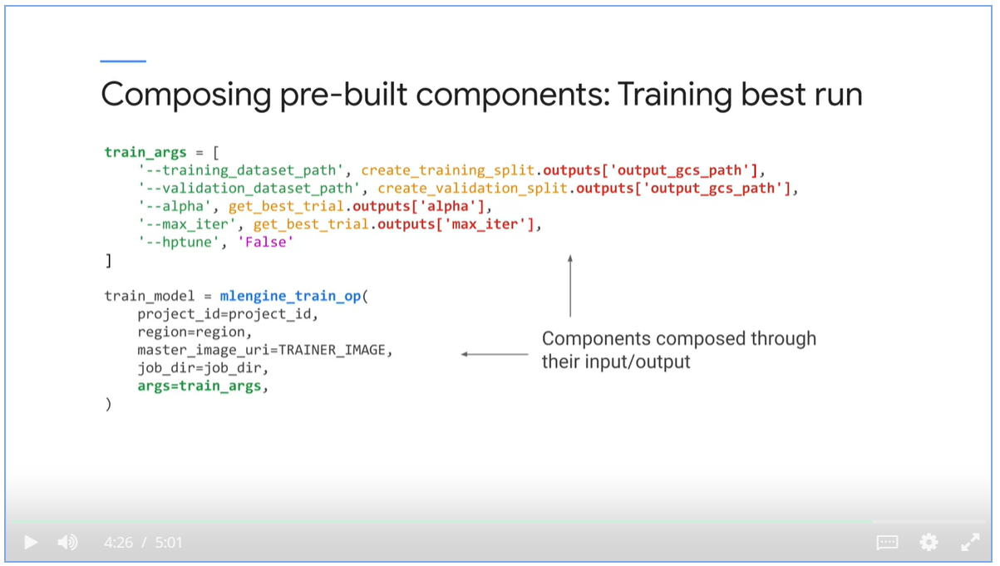 Composing pre-built components: Training best run
train_args = [
'--training_dataset_path', create_training_split.outputs['output_gcs_path'],
'--validation_dataset_path', create_validation_split.outputs['output_gcs_path'],
'--alpha', get_best_trial.outputs['alpha'],
'--max_iter', get_best_trial.outputs['max_iter'],
'--hptune', 'False'
]
train_model = mlengine_train_op(
project_id=project_id,
region=region,
master_image_uri=TRAINER_IMAGE,
job_dir=job_dir,
args=train_args,
)
Components composed through
their input/output
4:26 / 5:01